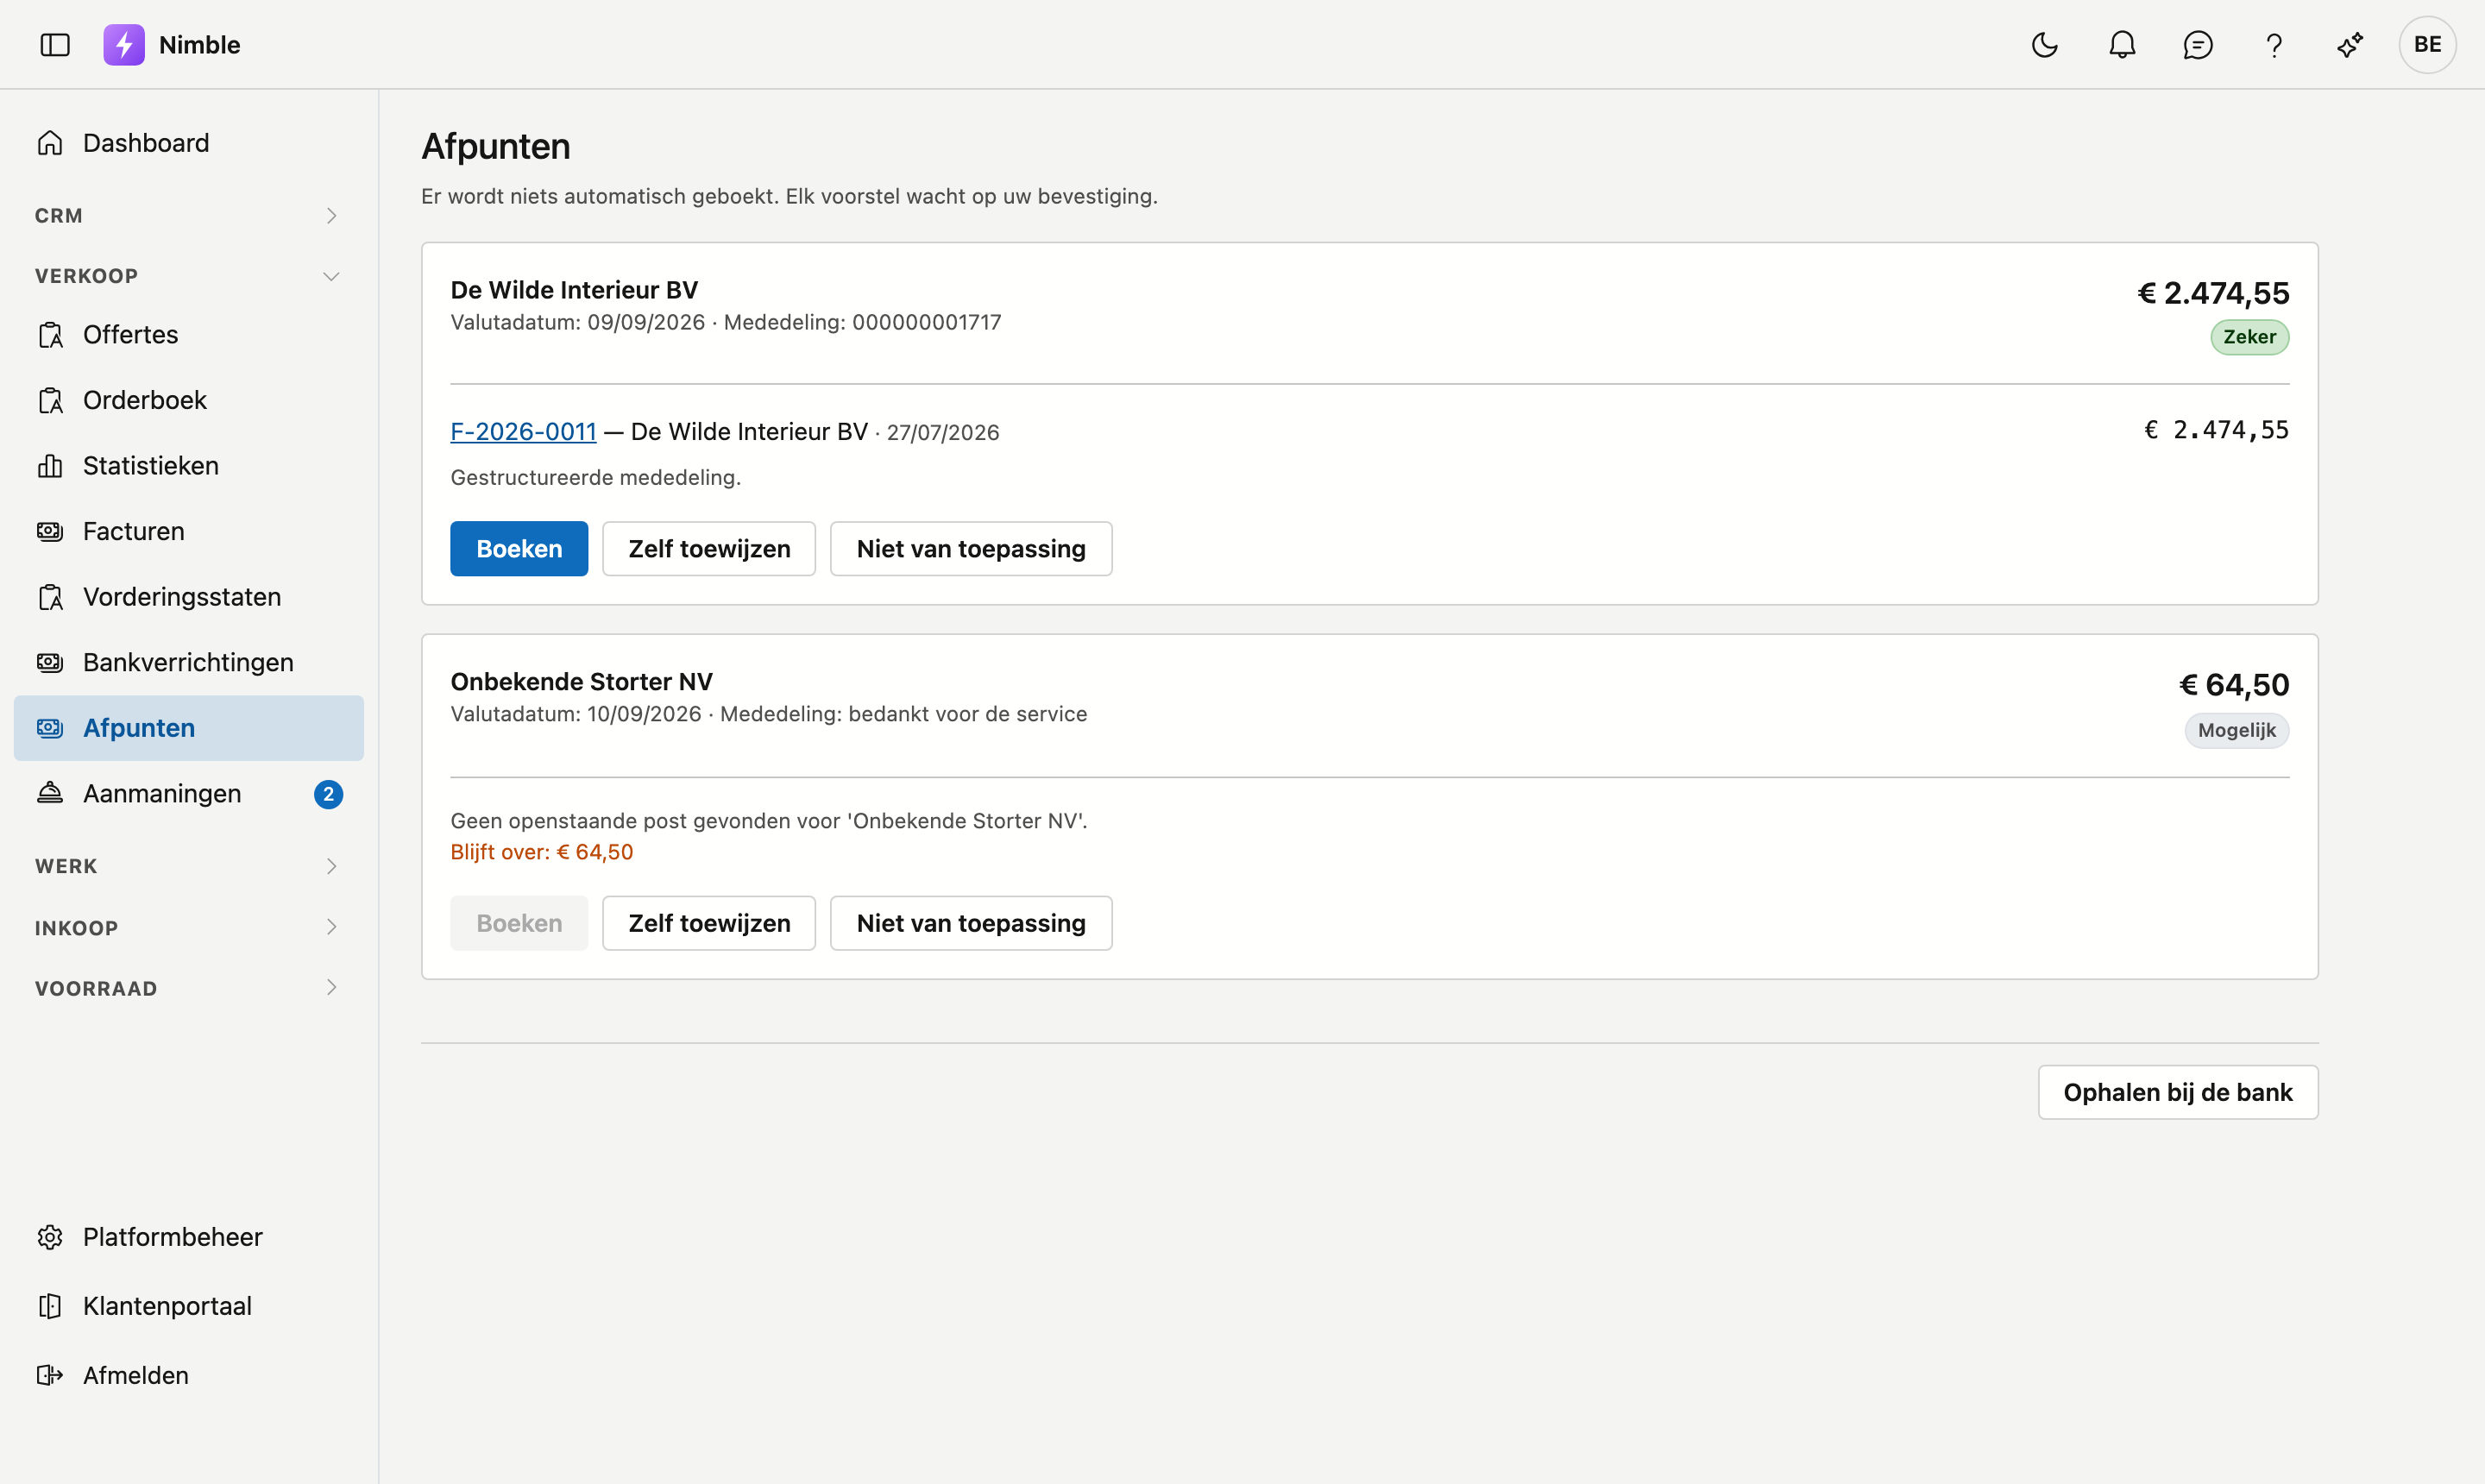 Nimble
BE
Dashboard
CRM
VERKOOP
Offertes
Orderboek
Statistieken
Facturen
Vorderingsstaten
Bankverrichtingen
Afpunten
Aanmaningen 2
WERK
INKOOP
VOORRAAD
Platformbeheer
Klantenportaal
Afmelden
Afpunten
Er wordt niets automatisch geboekt. Elk voorstel wacht op uw bevestiging.
De Wilde Interieur BV € 2.474,55
Valutadatum: 09/09/2026 · Mededeling: 000000001717
Zeker
F-2026-0011 — De Wilde Interieur BV · 27/07/2026 € 2.474,55
Gestructureerde mededeling.
Boeken Zelf toewijzen Niet van toepassing
Onbekende Storter NV € 64,50
Valutadatum: 10/09/2026 · Mededeling: bedankt voor de service
Mogelijk
Geen openstaande post gevonden voor 'Onbekende Storter NV'.
Blijft over: € 64,50
Boeken Zelf toewijzen Niet van toepassing
Ophalen bij de bank